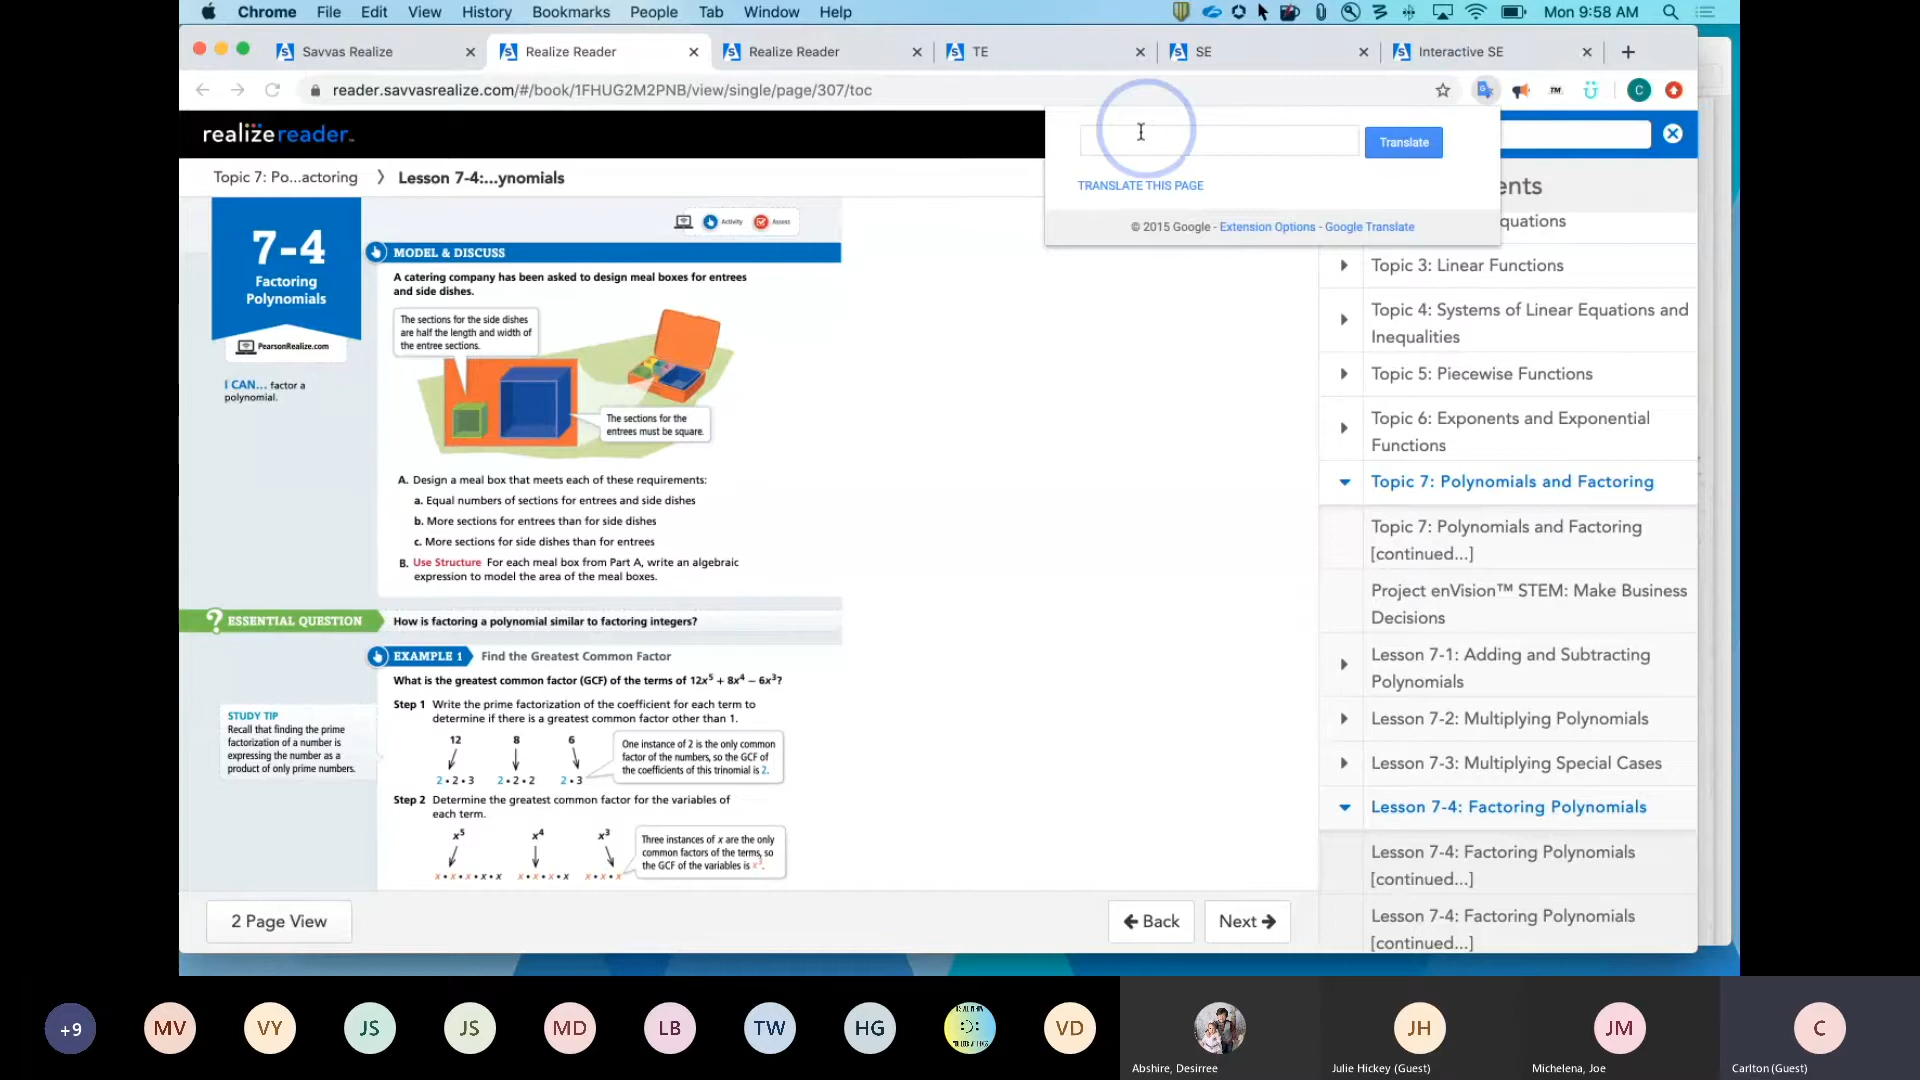 Chrome File Edit View History Bookmarks People Tab Window Help
Mon 9:58 AM
Savvas Realize
Realize Reader
Realize Reader
TE
SE
Interactive SE
reader.savvasrealize.com/#/book/1FHUG2M2PNB/view/single/page/307/toc
C
realizereader™
Translate
TRANSLATE THIS PAGE
© 2015 Google - Extension Options - Google Translate
Topic 7: Po...actoring
Lesson 7-4:...ynomials
7-4
Factoring
Polynomials
PearsonRealize.com
I CAN... factor a
polynomial.
Activity
Assess
MODEL & DISCUSS
A catering company has been asked to design meal boxes for entrees
and side dishes.
The sections for the side dishes
are half the length and width of
the entree sections.
The sections for the
entrees must be square.
A. Design a meal box that meets each of these requirements:
a. Equal numbers of sections for entrees and side dishes
b. More sections for entrees than for side dishes
c. More sections for side dishes than for entrees
B. Use Structure For each meal box from Part A, write an algebraic
expression to model the area of the meal boxes.
? ESSENTIAL QUESTION
How is factoring a polynomial similar to factoring integers?
EXAMPLE 1
Find the Greatest Common Factor
What is the greatest common factor (GCF) of the terms of 12x⁵ + 8x⁴ − 6x³?
Step 1 Write the prime factorization of the coefficient for each term to
determine if there is a greatest common factor other than 1.
STUDY TIP
Recall that finding the prime
factorization of a number is
expressing the number as a
product of only prime numbers.
12 8 6
2 • 2 • 3 2 • 2 • 2 2 • 3
One instance of 2 is the only common
factor of the numbers, so the GCF of
the coefficients of this trinomial is 2.
Step 2 Determine the greatest common factor for the variables of
each term.
x⁵ x⁴ x³
x • x • x • x • x x • x • x • x x • x • x
Three instances of x are the only
common factors of the terms, so
the GCF of the variables is x³.
ents
quations
Topic 3: Linear Functions
Topic 4: Systems of Linear Equations and
Inequalities
Topic 5: Piecewise Functions
Topic 6: Exponents and Exponential
Functions
Topic 7: Polynomials and Factoring
Topic 7: Polynomials and Factoring
[continued...]
Project enVision™ STEM: Make Business
Decisions
Lesson 7-1: Adding and Subtracting
Polynomials
Lesson 7-2: Multiplying Polynomials
Lesson 7-3: Multiplying Special Cases
Lesson 7-4: Factoring Polynomials
Lesson 7-4: Factoring Polynomials
[continued...]
Lesson 7-4: Factoring Polynomials
[continued...]
2 Page View
Back
Next
+9
MV
VY
JS
JS
MD
LB
TW
HG
VD
JH
JM
C
Abshire, Desirree
Julie Hickey (Guest)
Michelena, Joe
Carlton (Guest)